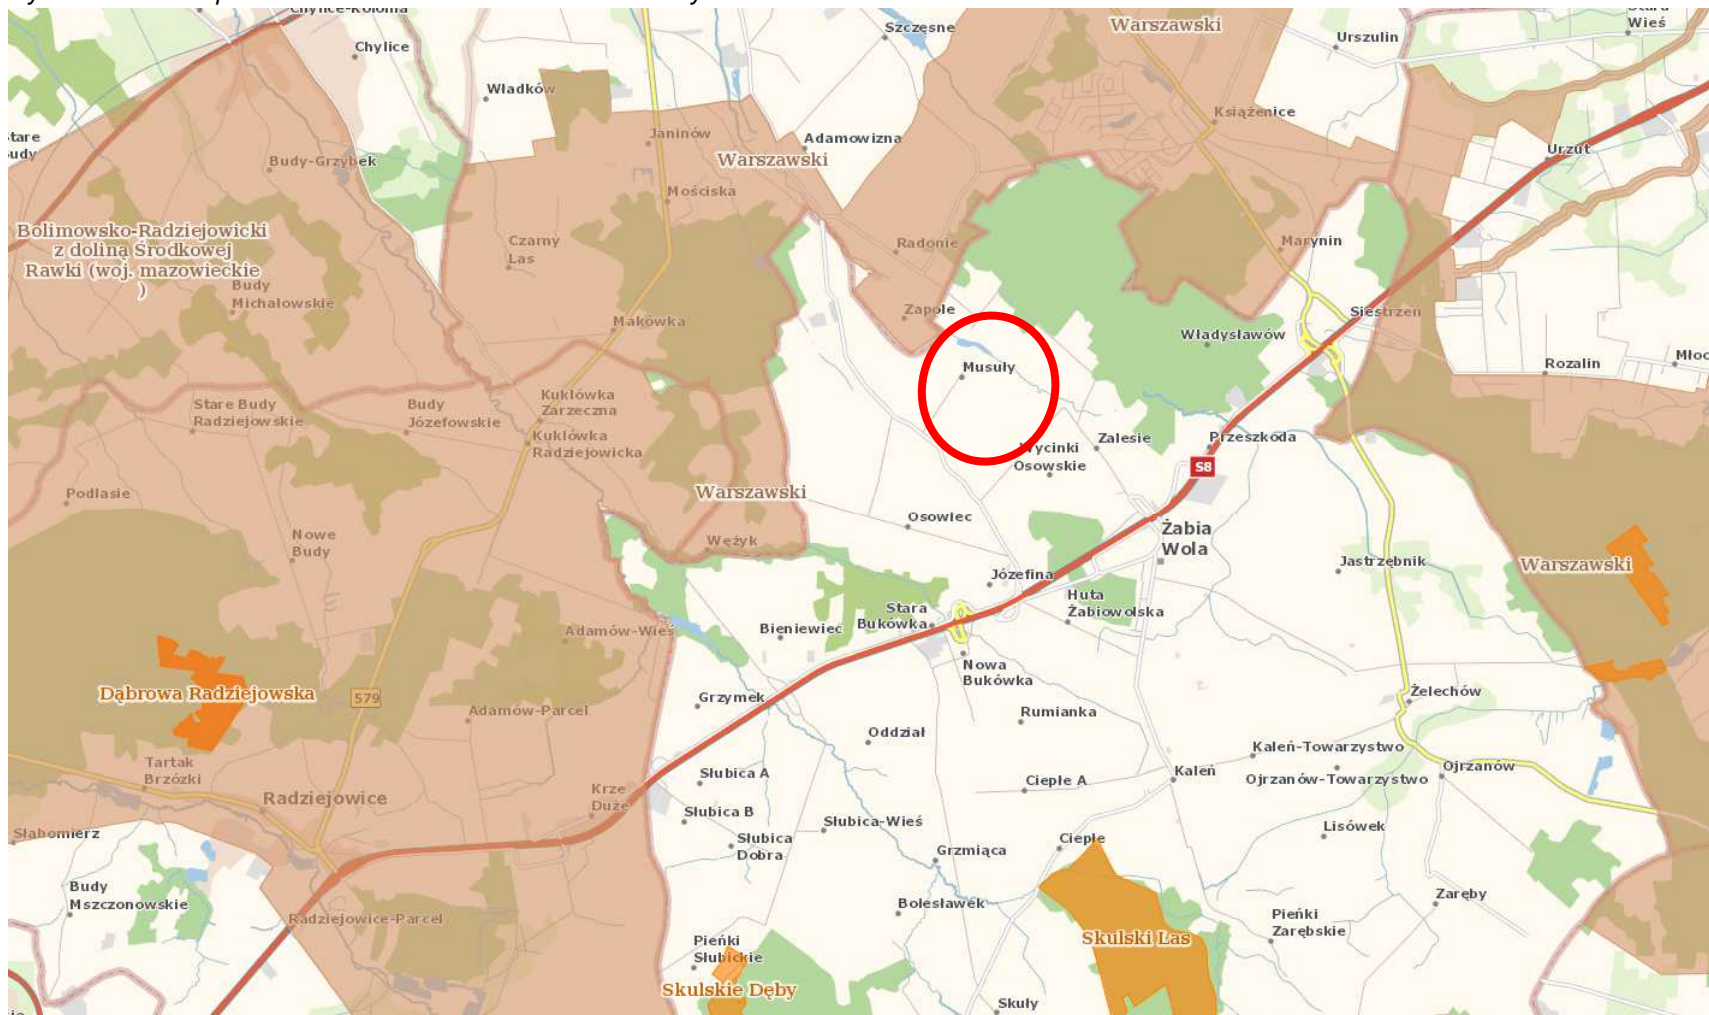 Chylice-Kolonia
Chylice
Szczęsne
Warszawski
Urszulin
Stara
Wieś
Władków
Janinów
Adamowizna
Książenice
Urzut
Budy-Grzybek
Warszawski
Mościska
Bolimowsko-Radziejowicki
z doliną Środkowej
Rawki (woj. mazowieckie
)
Czarny
Las
Radonie
Marynin
Budy
Michałowskie
Zapole
Siestrzeń
Makówka
Władysławów
Musuły
Rozalin
Stare Budy
Radziejowskie
Budy
Józefowskie
Kuklówka
Zarzeczna
Kuklówka
Radziejowicka
Wycinki
Osowskie
Zalesie
Przeszkoda
S8
Podlasie
Warszawski
Osowiec
Nowe
Budy
Wężyk
Żabia
Wola
Józefina
Jastrzębnik
Warszawski
Huta
Żabiowolska
Stara
Bukówka
Bieniewiec
Adamów-Wieś
Nowa
Bukówka
Dąbrowa Radziejowska
579
Grzymek
Żelechów
Adamów-Parcel
Rumianka
Oddział
Kaleń-Towarzystwo
Tartak
Brzózki
Słubica A
Ciepłe A
Kaleń
Ojrzanów-Towarzystwo
Ojrzanów
Radziejowice
Krze
Duże
Słubica B
Słubica-Wieś
Lisówek
Słabomierz
Słubica
Dobra
Grzmiąca
Ciepłe
Budy
Mszczonowskie
Bolesławek
Zaręby
Radziejowice-Parcel
Pieńki
Zarębskie
Pieńki
Słubickie
Skulski Las
Skulskie Dęby
Skuły